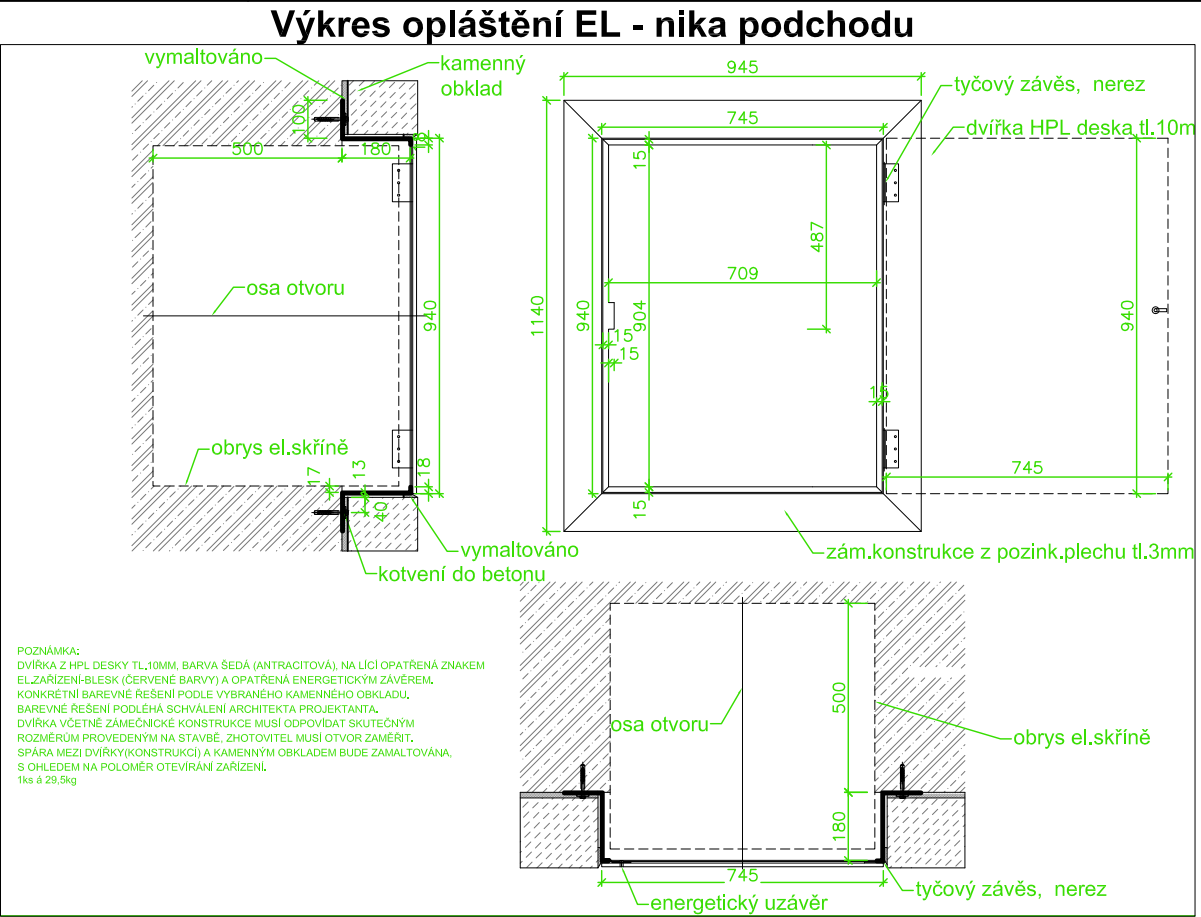 Výkres opláštění EL - nika podchodu
vymaltováno
kamenný
obklad
100
500
180
osa otvoru
940
obrys el.skříně
17
13
18
40
vymaltováno
kotvení do betonu
945
745
tyčový závěs, nerez
dvířka HPL deska tl.10m
15
487
709
1140
940
904
15
15
15
940
745
15
zám.konstrukce z pozink.plechu tl.3mm
POZNÁMKA:
DVÍŘKA Z HPL DESKY TL.10MM, BARVA ŠEDÁ (ANTRACITOVÁ), NA LÍCÍ OPATŘENÁ ZNAKEM
EL.ZAŘÍZENÍ-BLESK (ČERVENÉ BARVY) A OPATŘENÁ ENERGETICKÝM ZÁVĚREM.
KONKRÉTNÍ BAREVNÉ ŘEŠENÍ PODLE VYBRANÉHO KAMENNÉHO OBKLADU.
BAREVNÉ ŘEŠENÍ PODLÉHÁ SCHVÁLENÍ ARCHITEKTA PROJEKTANTA.
DVÍŘKA VČETNĚ ZÁMEČNICKÉ KONSTRUKCE MUSÍ ODPOVÍDAT SKUTEČNÝM
ROZMĚRŮM PROVEDENÝM NA STAVBĚ, ZHOTOVITEL MUSÍ OTVOR ZAMĚŘIT.
SPÁRA MEZI DVÍŘKY(KONSTRUKCÍ) A KAMENNÝM OBKLADEM BUDE ZAMALTOVÁNA,
S OHLEDEM NA POLOMĚR OTEVÍRÁNÍ ZAŘÍZENÍ.
1ks á 29,5kg
osa otvoru
500
obrys el.skříně
180
745
tyčový závěs, nerez
energetický uzávěr